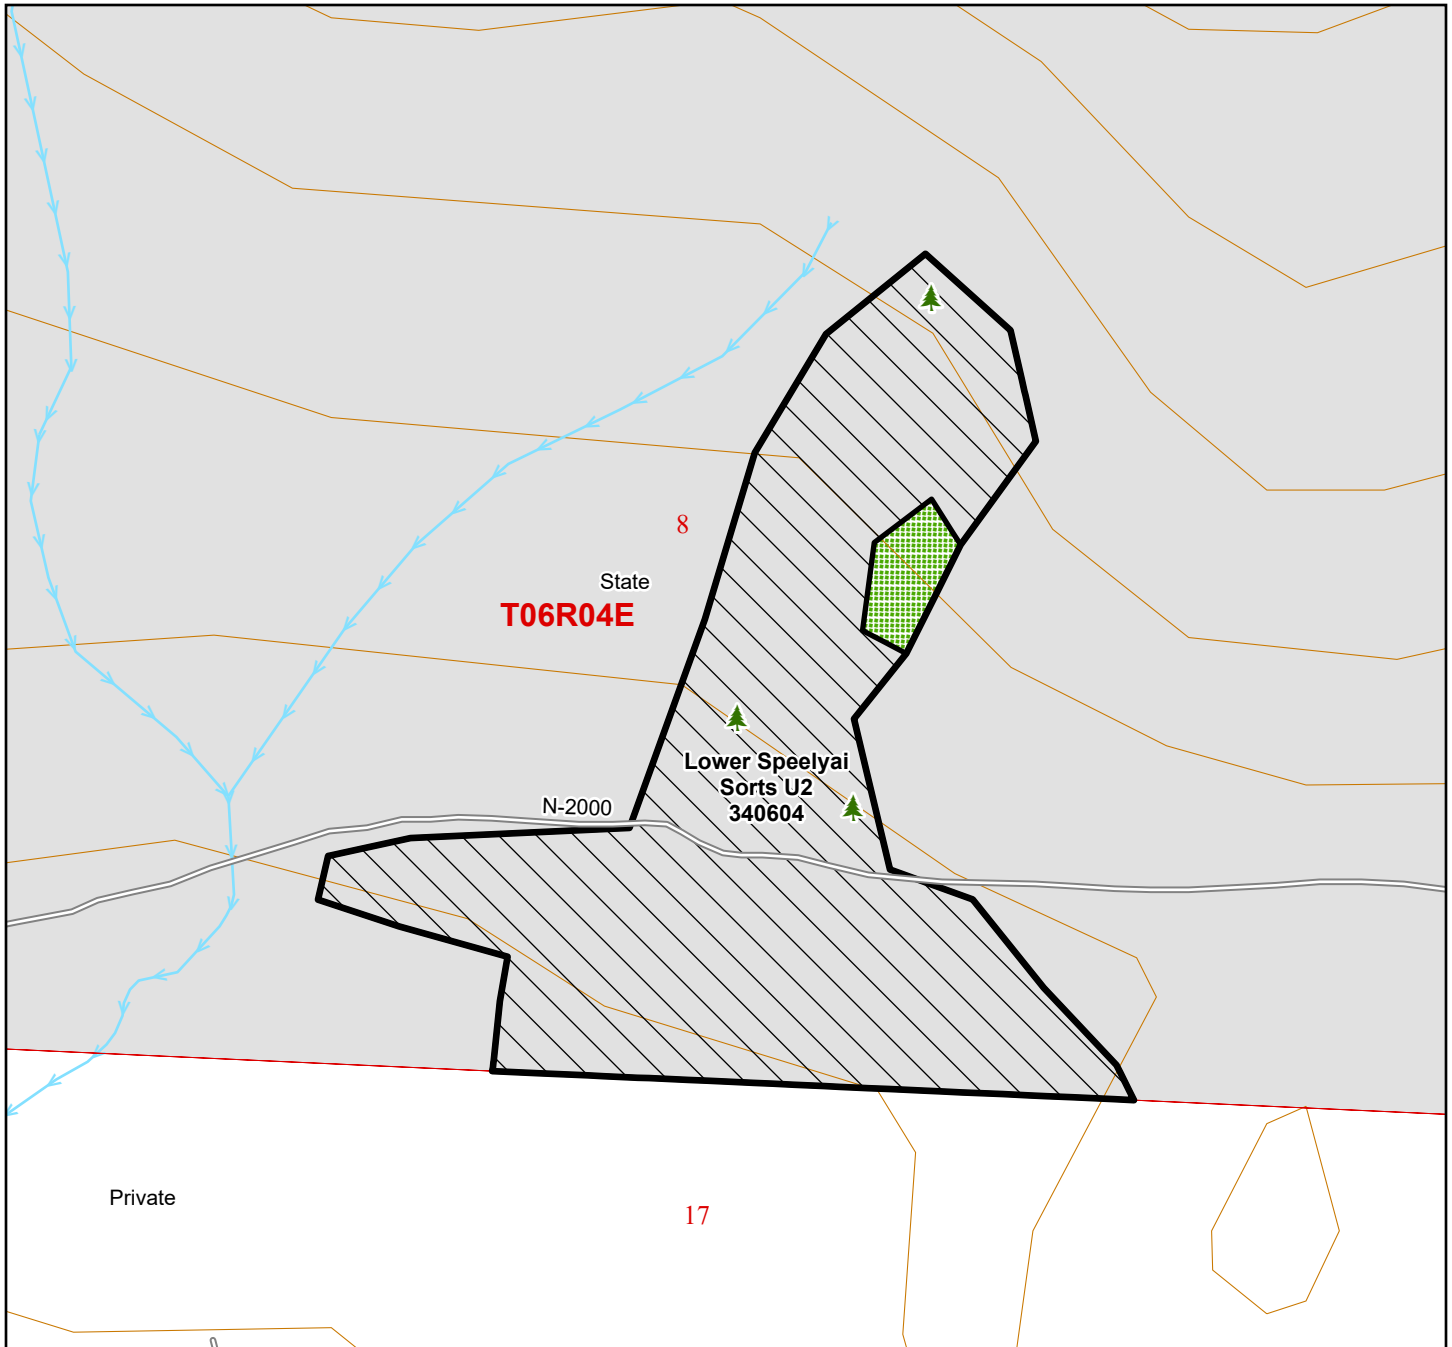 8
State
T06R04E
Lower Speelyai
Sorts U2
340604
N-2000
Private
17